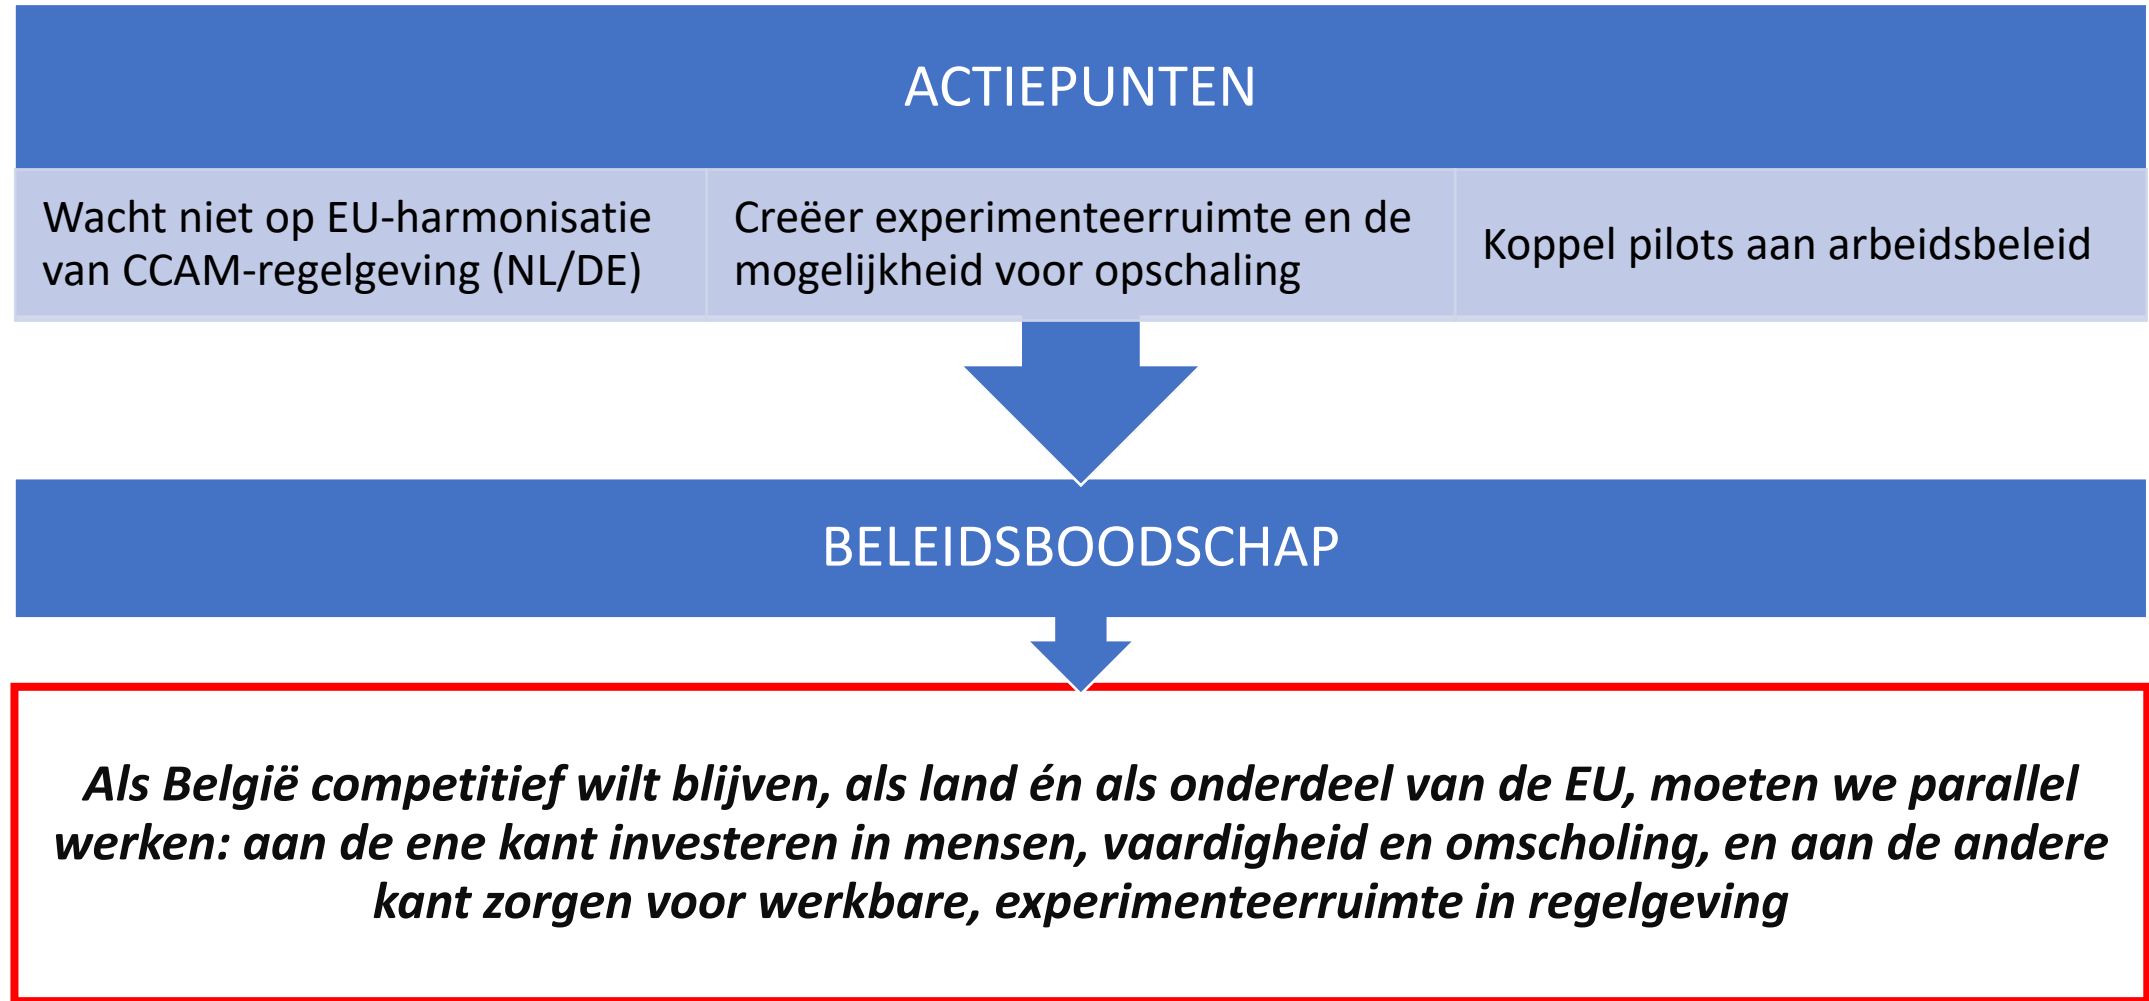 ACTIEPUNTEN
Wacht niet op EU-harmonisatie
van CCAM-regelgeving (NL/DE)
Creëer experimenteerruimte en de
mogelijkheid voor opschaling
Koppel pilots aan arbeidsbeleid
BELEIDSBOODSCHAP
Als België competitief wilt blijven, als land én als onderdeel van de EU, moeten we parallel
werken: aan de ene kant investeren in mensen, vaardigheid en omscholing, en aan de andere
kant zorgen voor werkbare, experimenteerruimte in regelgeving